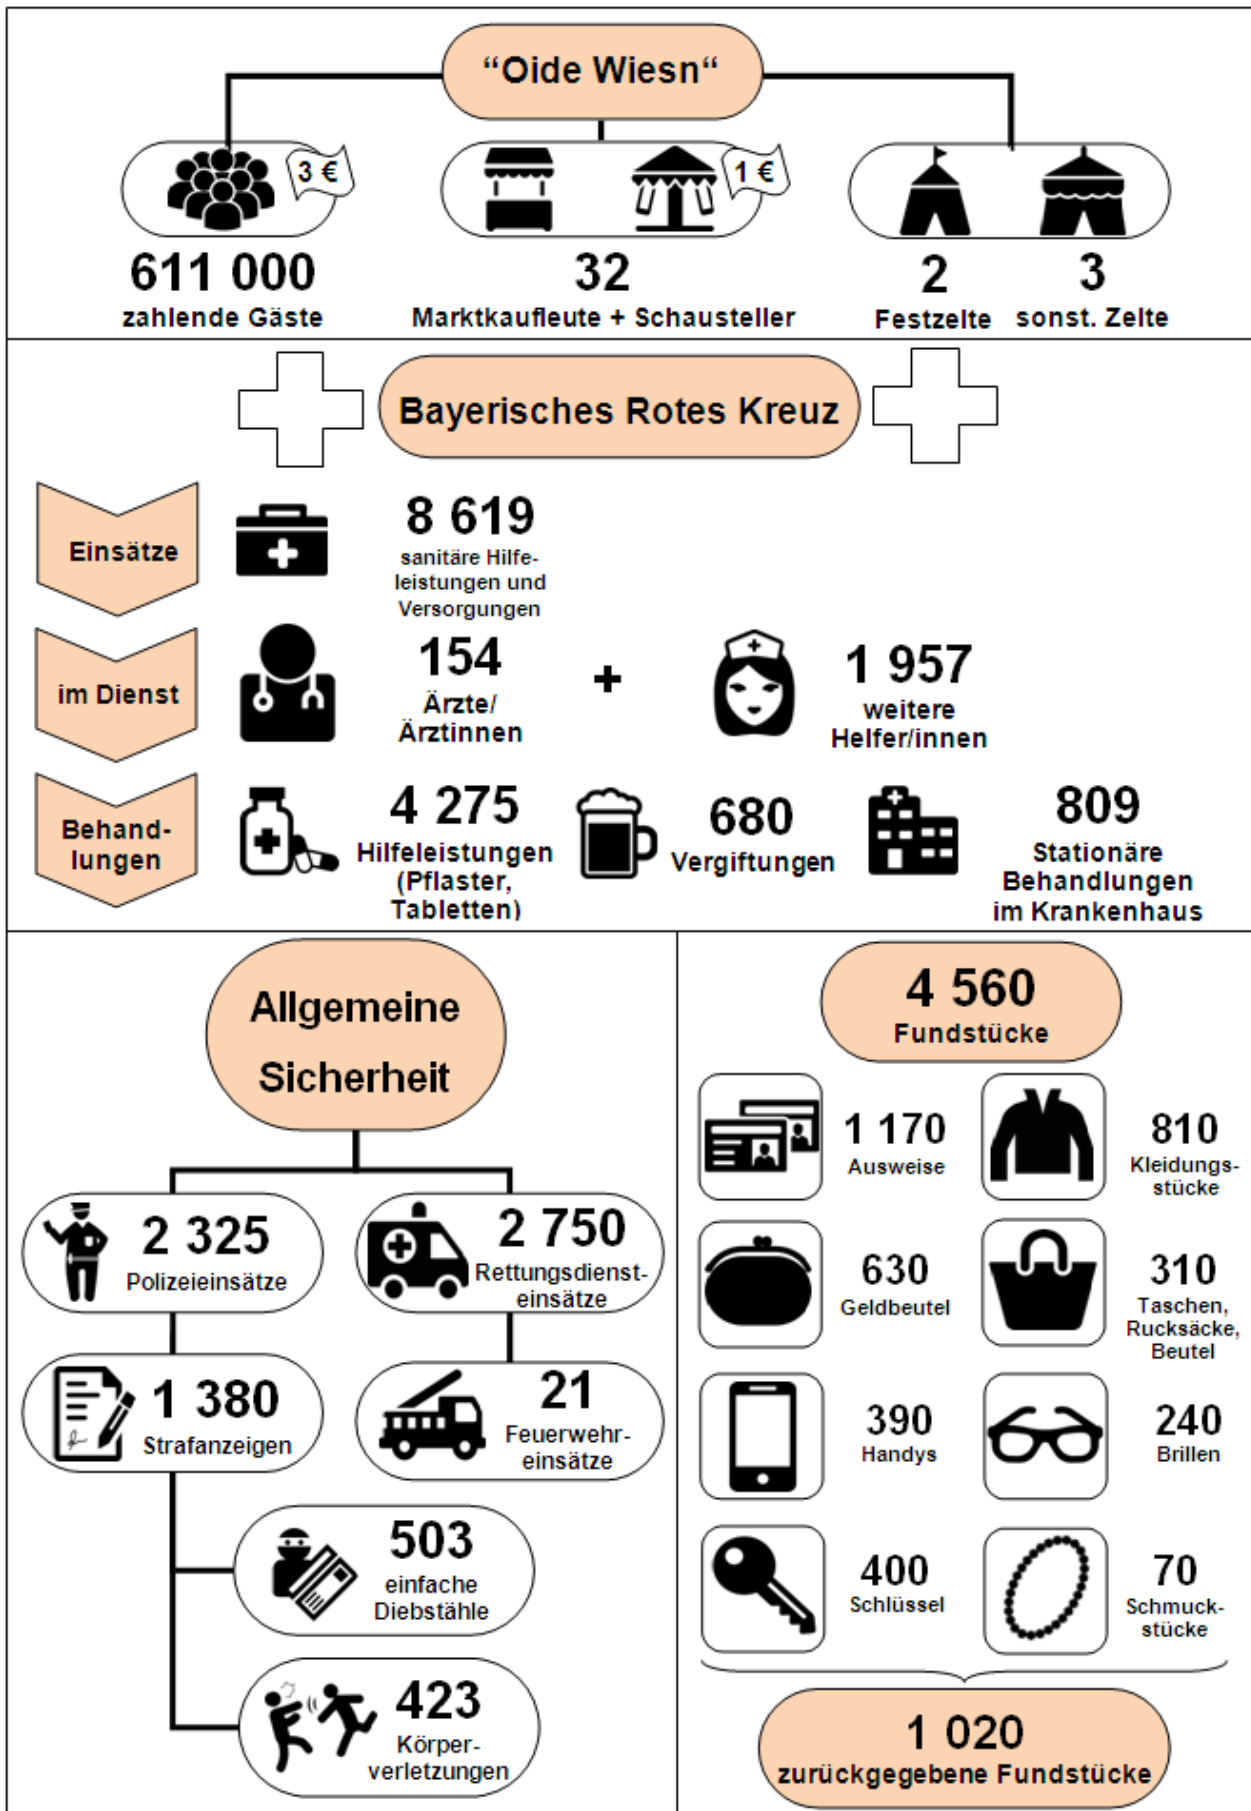 “Oide Wiesn“
3 €
1 €
611 000
zahlende Gäste
32
Marktkaufleute + Schausteller
2
Festzelte
3
sonst. Zelte
Bayerisches Rotes Kreuz
Einsätze
8 619
sanitäre Hilfe-
leistungen und
Versorgungen
im Dienst
154
Ärzte/
Ärztinnen
+
1 957
weitere
Helfer/innen
Behand-
lungen
4 275
Hilfeleistungen
(Pflaster,
Tabletten)
680
Vergiftungen
809
Stationäre
Behandlungen
im Krankenhaus
Allgemeine
Sicherheit
2 325
Polizeieinsätze
2 750
Rettungsdienst-
einsätze
1 380
Strafanzeigen
21
Feuerwehr-
einsätze
503
einfache
Diebstähle
423
Körper-
verletzungen
4 560
Fundstücke
1 170
Ausweise
810
Kleidungs-
stücke
630
Geldbeutel
310
Taschen,
Rucksäcke,
Beutel
390
Handys
240
Brillen
400
Schlüssel
70
Schmuck-
stücke
1 020
zurückgegebene Fundstücke